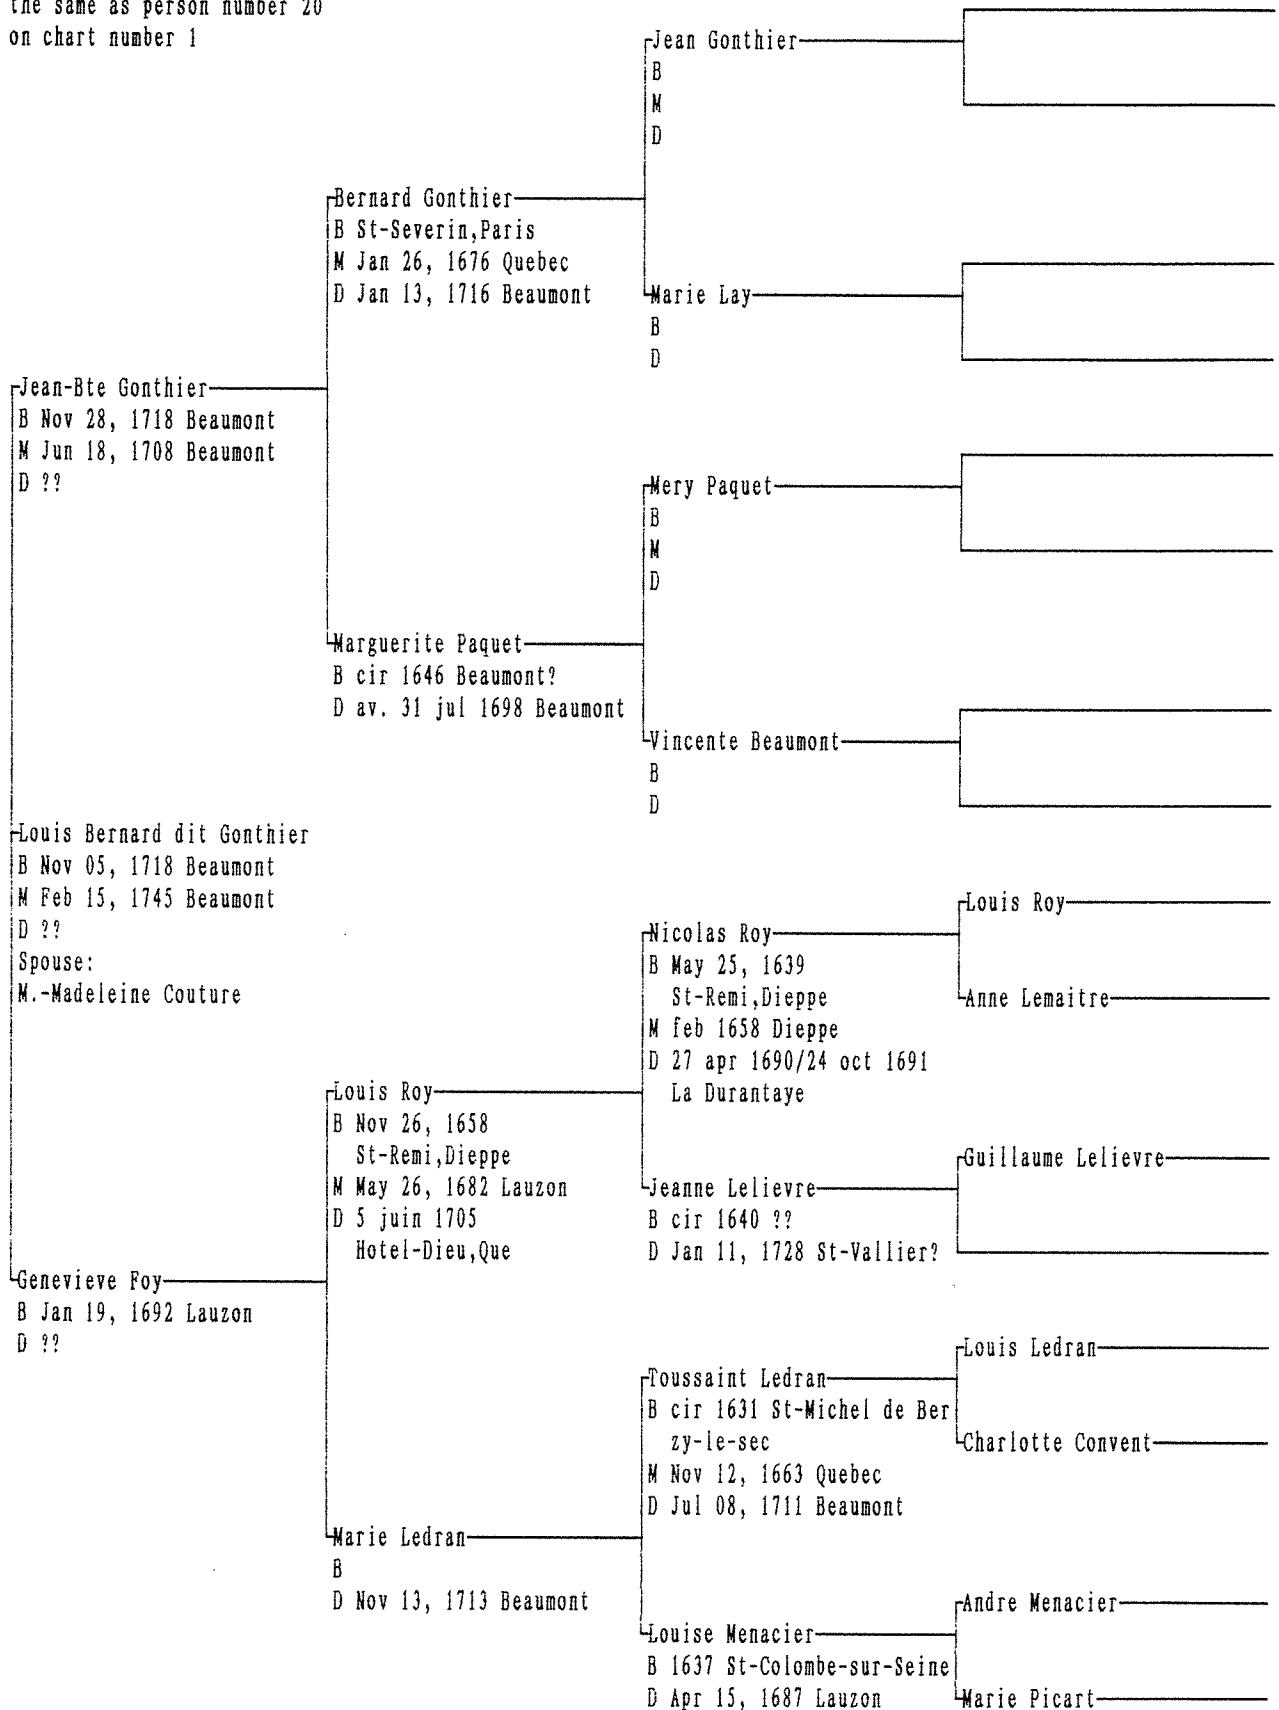 the same as person number 20
on chart number 1
Jean Gonthier
B
M
D
Bernard Gonthier
B St-Severin,Paris
M Jan 26, 1676 Quebec
D Jan 13, 1716 Beaumont
Marie Lay
B
D
Jean-Bte Gonthier
B Nov 28, 1718 Beaumont
M Jun 18, 1708 Beaumont
D ??
Mery Paquet
B
M
D
Marguerite Paquet
B cir 1646 Beaumont?
D av. 31 jul 1698 Beaumont
Vincente Beaumont
B
D
Louis Bernard dit Gonthier
B Nov 05, 1718 Beaumont
M Feb 15, 1745 Beaumont
D ??
Spouse:
M.-Madeleine Couture
Louis Roy
Nicolas Roy
B May 25, 1639
St-Remi,Dieppe
M feb 1658 Dieppe
D 27 apr 1690/24 oct 1691
La Durantaye
Anne Lemaitre
Louis Roy
B Nov 26, 1658
St-Remi,Dieppe
M May 26, 1682 Lauzon
D 5 juin 1705
Hotel-Dieu,Que
Guillaume Lelievre
Jeanne Lelievre
B cir 1640 ??
D Jan 11, 1728 St-Vallier?
Genevieve Foy
B Jan 19, 1692 Lauzon
D ??
Louis Ledran
Toussaint Ledran
B cir 1631 St-Michel de Ber
zy-le-sec
M Nov 12, 1663 Quebec
D Jul 08, 1711 Beaumont
Charlotte Convent
Marie Ledran
B
D Nov 13, 1713 Beaumont
Andre Menacier
Louise Menacier
B 1637 St-Colombe-sur-Seine
D Apr 15, 1687 Lauzon
Marie Picart